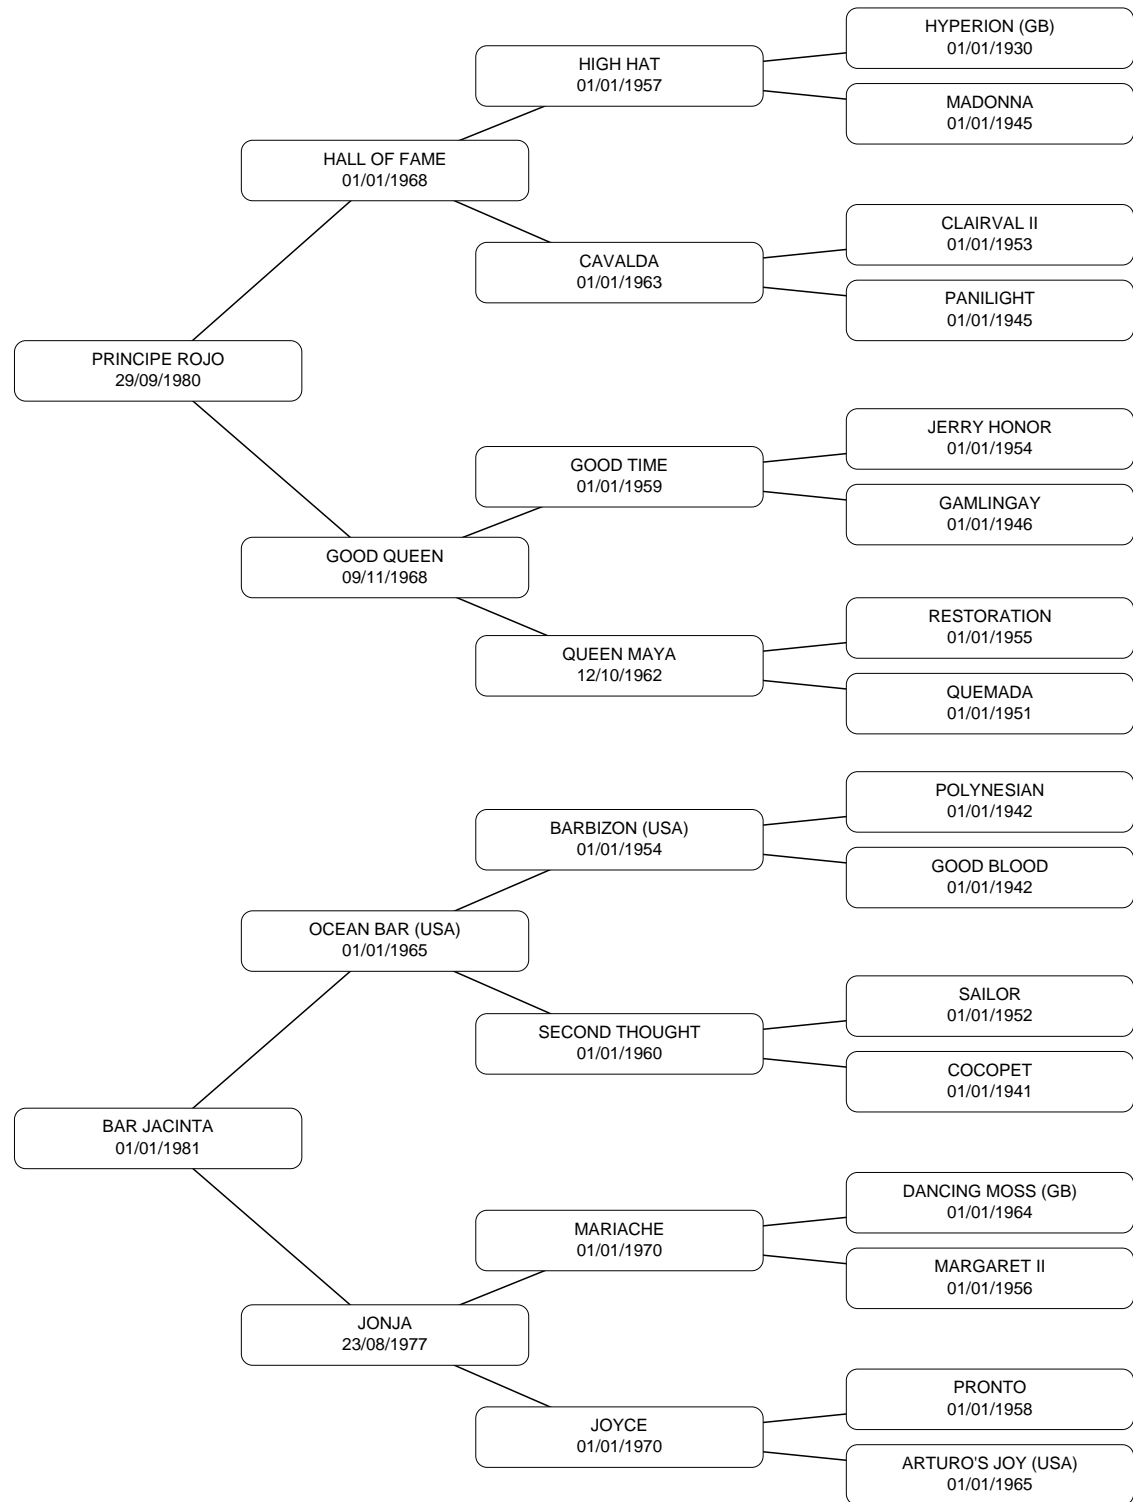 HYPERION (GB)
01/01/1930
HIGH HAT
01/01/1957
MADONNA
01/01/1945
HALL OF FAME
01/01/1968
CLAIRVAL II
01/01/1953
CAVALDA
01/01/1963
PANILIGHT
01/01/1945
PRINCIPE ROJO
29/09/1980
JERRY HONOR
01/01/1954
GOOD TIME
01/01/1959
GAMLINGAY
01/01/1946
GOOD QUEEN
09/11/1968
RESTORATION
01/01/1955
QUEEN MAYA
12/10/1962
QUEMADA
01/01/1951
POLYNESIAN
01/01/1942
BARBIZON (USA)
01/01/1954
GOOD BLOOD
01/01/1942
OCEAN BAR (USA)
01/01/1965
SAILOR
01/01/1952
SECOND THOUGHT
01/01/1960
COCOPET
01/01/1941
BAR JACINTA
01/01/1981
DANCING MOSS (GB)
01/01/1964
MARIACHE
01/01/1970
MARGARET II
01/01/1956
JONJA
23/08/1977
PRONTO
01/01/1958
JOYCE
01/01/1970
ARTURO'S JOY (USA)
01/01/1965